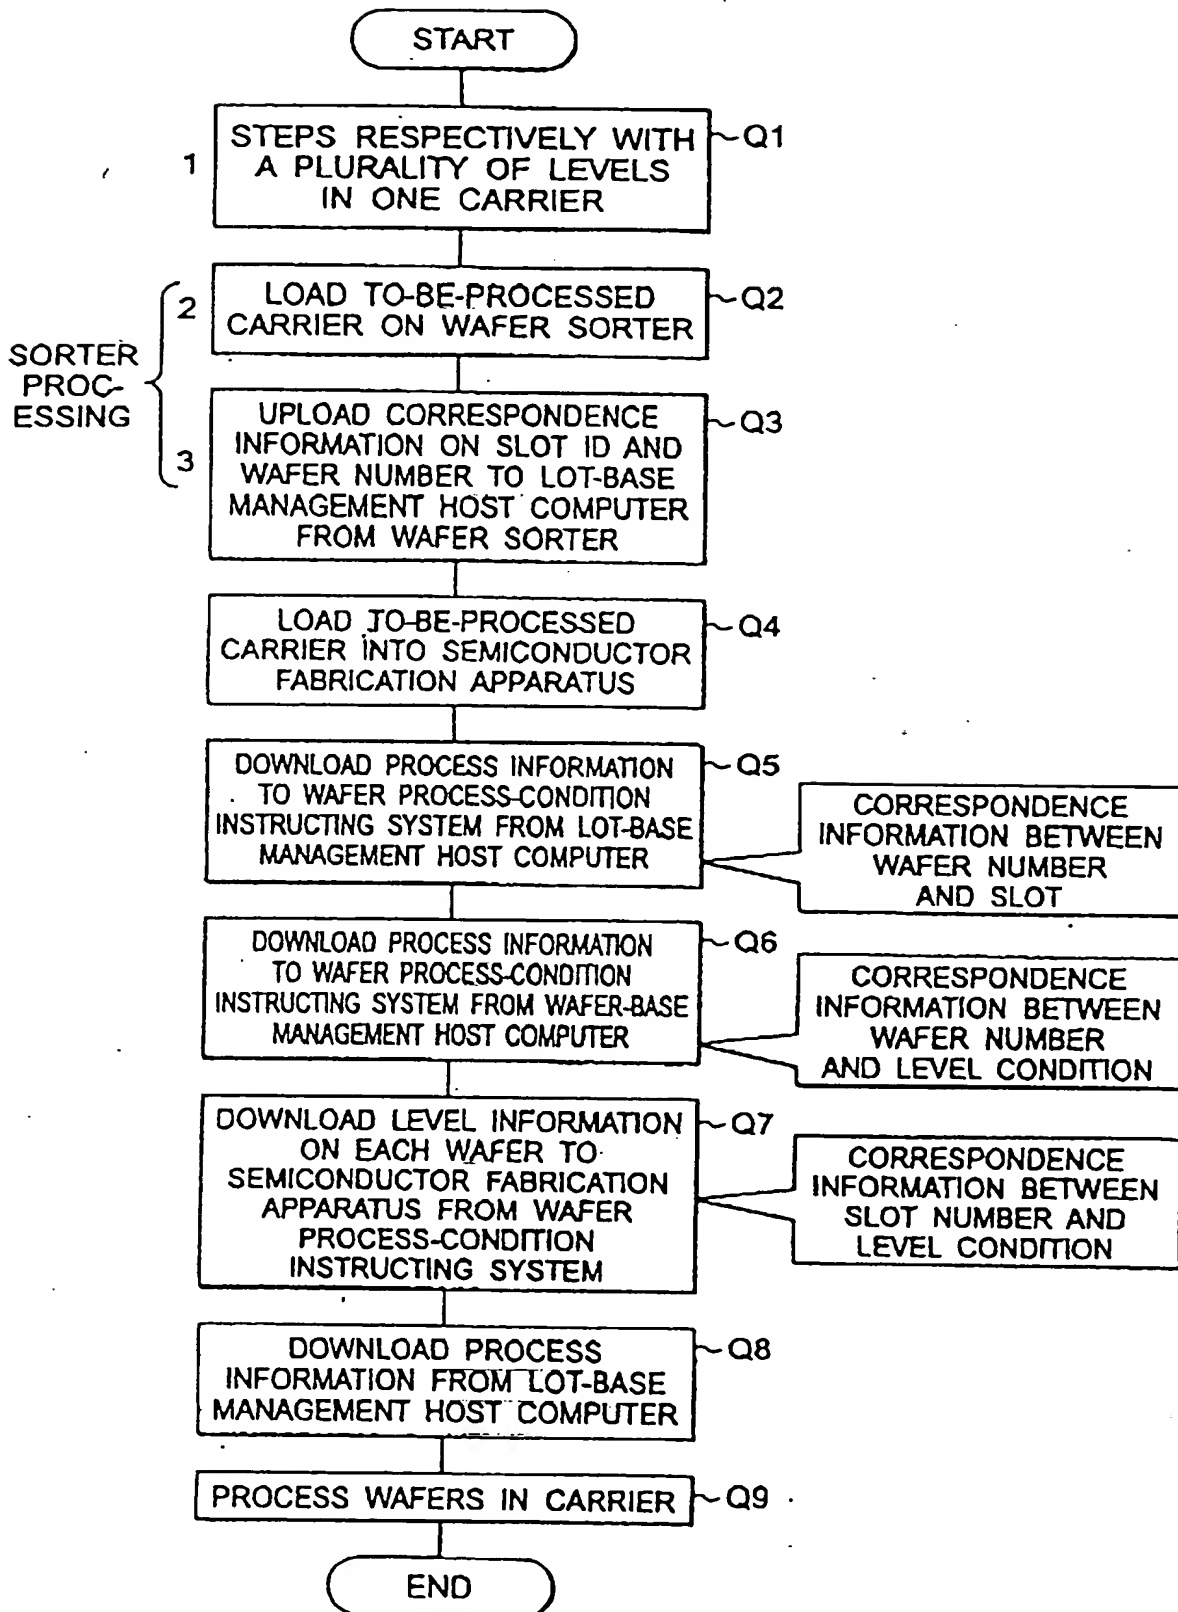 START
STEPS RESPECTIVELY WITH
A PLURALITY OF LEVELS
IN ONE CARRIER
Q1
1
LOAD TO-BE-PROCESSED
CARRIER ON WAFER SORTER
Q2
2
SORTER
PROC-
ESSING
UPLOAD CORRESPONDENCE
INFORMATION ON SLOT ID AND
WAFER NUMBER TO LOT-BASE
MANAGEMENT HOST COMPUTER
FROM WAFER SORTER
Q3
3
LOAD TO-BE-PROCESSED
CARRIER INTO SEMICONDUCTOR
FABRICATION APPARATUS
Q4
DOWNLOAD PROCESS INFORMATION
TO WAFER PROCESS-CONDITION
INSTRUCTING SYSTEM FROM LOT-BASE
MANAGEMENT HOST COMPUTER
Q5
CORRESPONDENCE
INFORMATION BETWEEN
WAFER NUMBER
AND SLOT
DOWNLOAD PROCESS INFORMATION
TO WAFER PROCESS-CONDITION
INSTRUCTING SYSTEM FROM WAFER-BASE
MANAGEMENT HOST COMPUTER
Q6
CORRESPONDENCE
INFORMATION BETWEEN
WAFER NUMBER
AND LEVEL CONDITION
DOWNLOAD LEVEL INFORMATION
ON EACH WAFER TO
SEMICONDUCTOR FABRICATION
APPARATUS FROM WAFER
PROCESS-CONDITION
INSTRUCTING SYSTEM
Q7
CORRESPONDENCE
INFORMATION BETWEEN
SLOT NUMBER AND
LEVEL CONDITION
DOWNLOAD PROCESS
INFORMATION FROM LOT-BASE
MANAGEMENT HOST COMPUTER
Q8
PROCESS WAFERS IN CARRIER
Q9
END